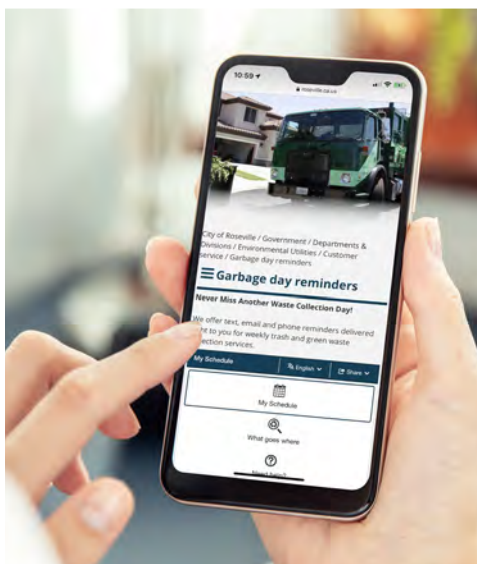 10:59
roseville.ca.us
City of Roseville / Government / Departments &
Divisions / Environmental Utilities / Customer
service / Garbage day reminders
Garbage day reminders
Never Miss Another Waste Collection Day!
We offer text, email and phone reminders delivered
to you for weekly trash and green waste
collection services.
My Schedule English Share
My Schedule
What goes where
Need help?